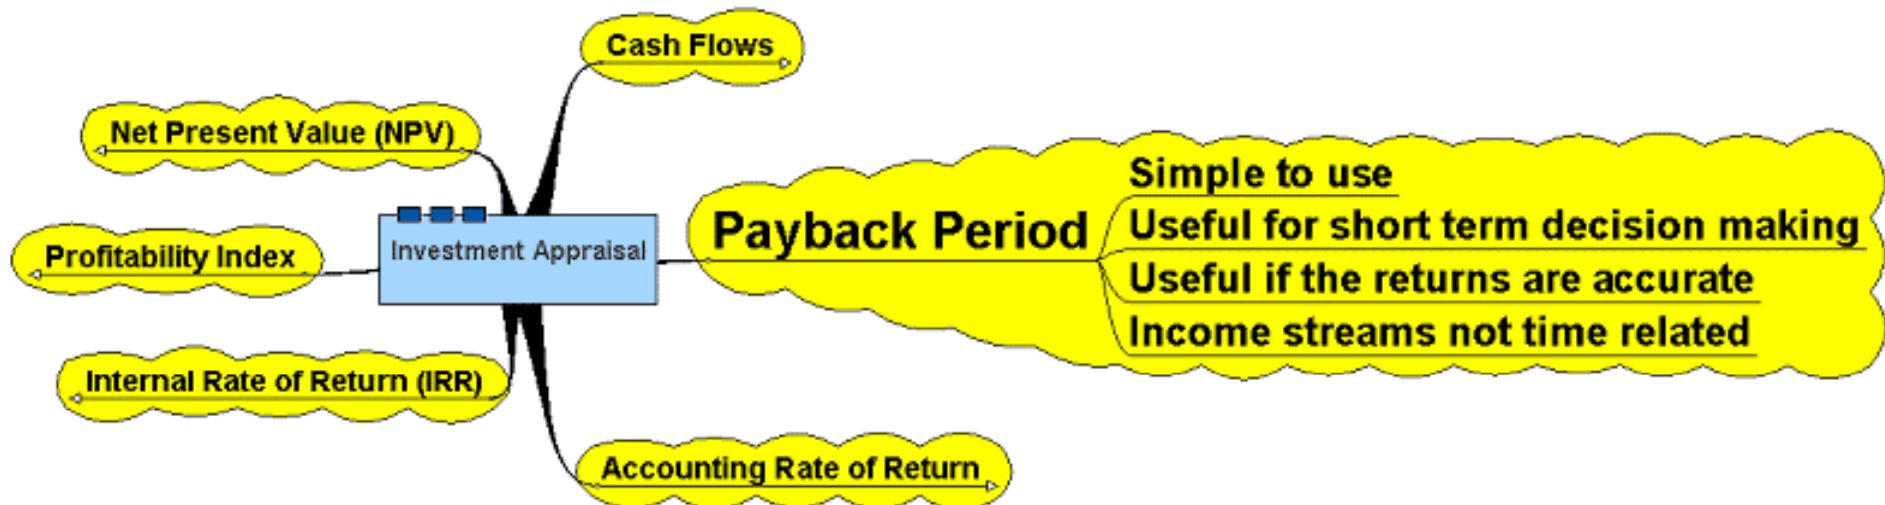 Cash Flows
Net Present Value (NPV)
Profitability Index
Investment Appraisal
Payback Period
Simple to use
Useful for short term decision making
Useful if the returns are accurate
Income streams not time related
Internal Rate of Return (IRR)
Accounting Rate of Return